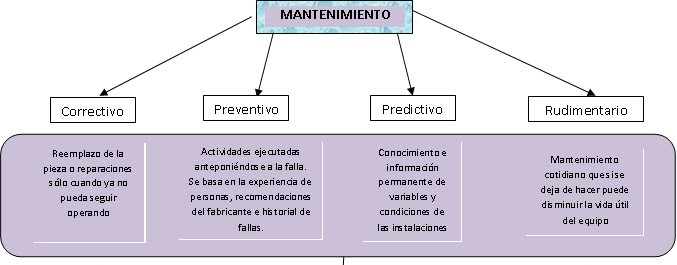 MANTENIMIENTO
Correctivo
Preventivo
Predictivo
Rudimentario
Reemplazo de la
pieza o reparaciones
sólo cuando ya no
pueda seguir
operando
Actividades ejecutadas
anteponiéndose a la falla.
Se basa en la experiencia de
personas, recomendaciones
del fabricante e historial de
fallas.
Conocimiento e
información
permanente de
variables y
condiciones de
las instalaciones
Mantenimiento
cotidiano que si se
deja de hacer puede
disminuir la vida útil
del equipo